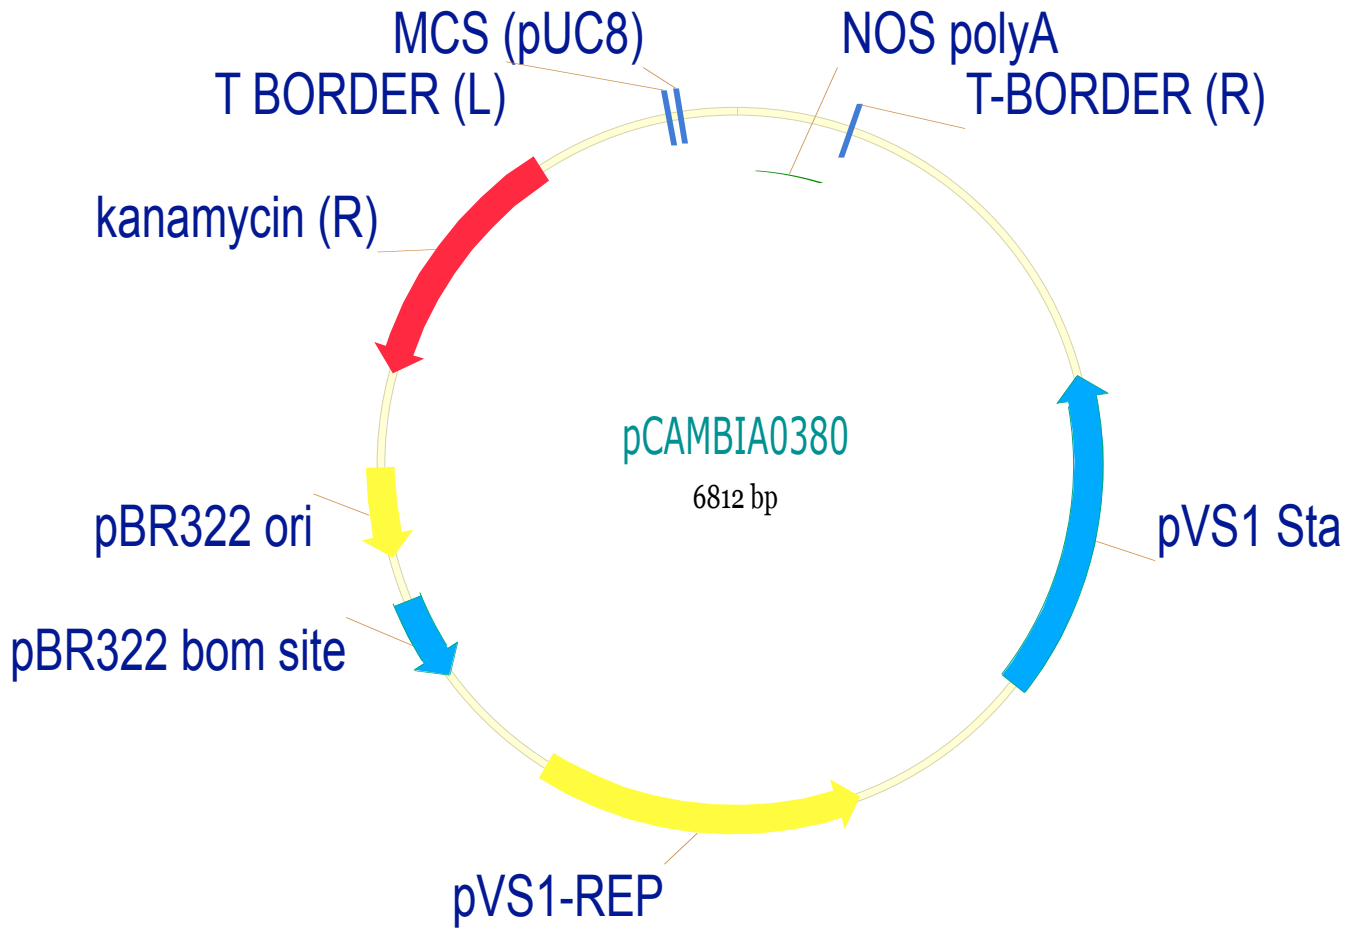 MCS (pUC8)
NOS polyA
T BORDER (L)
T-BORDER (R)
kanamycin (R)
pCAMBIA0380
6812 bp
pBR322 ori
pVS1 Sta
pBR322 bom site
pVS1-REP